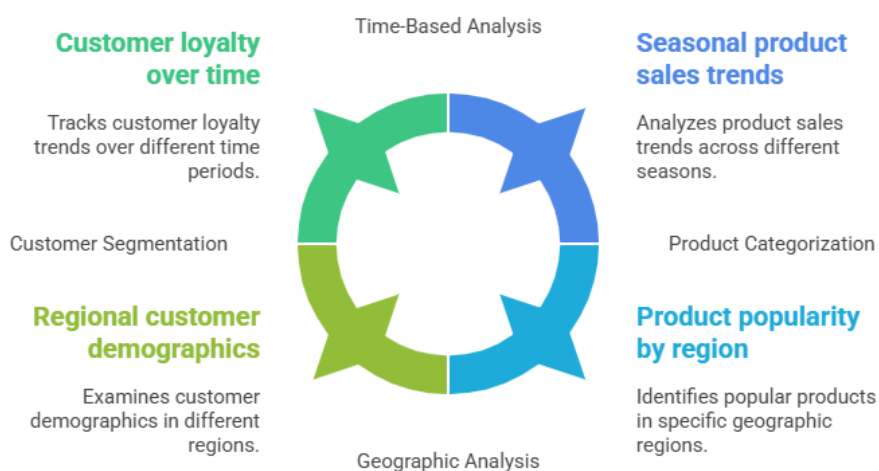 Time-Based Analysis
Customer loyalty
over time
Tracks customer loyalty
trends over different time
periods.
Seasonal product
sales trends
Analyzes product sales
trends across different
seasons.
Customer Segmentation
Product Categorization
Regional customer
demographics
Examines customer
demographics in different
regions.
Product popularity
by region
Identifies popular products
in specific geographic
regions.
Geographic Analysis